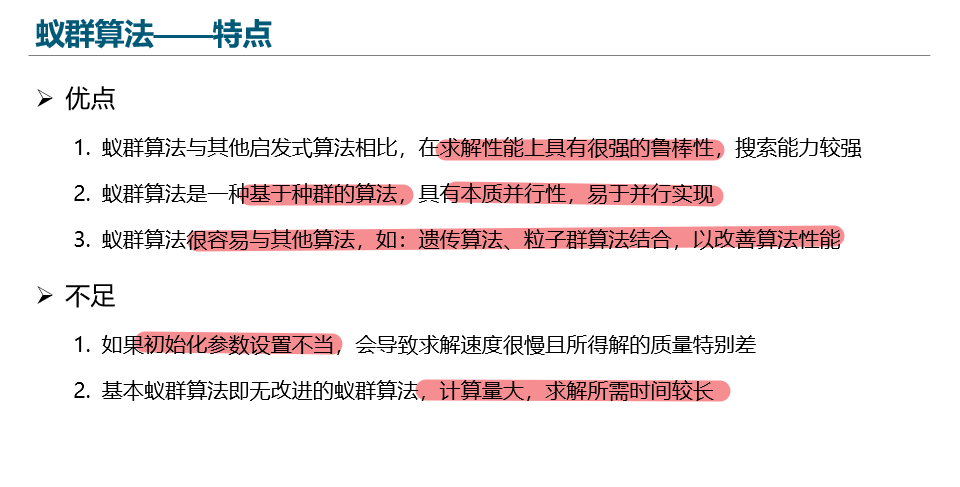 蚁群算法——特点
➢ 优点
1. 蚁群算法与其他启发式算法相比，在求解性能上具有很强的鲁棒性，搜索能力较强
2. 蚁群算法是一种基于种群的算法，具有本质并行性，易于并行实现
3. 蚁群算法很容易与其他算法，如：遗传算法、粒子群算法结合，以改善算法性能
➢ 不足
1. 如果初始化参数设置不当，会导致求解速度很慢且所得解的质量特别差
2. 基本蚁群算法即无改进的蚁群算法，计算量大，求解所需时间较长